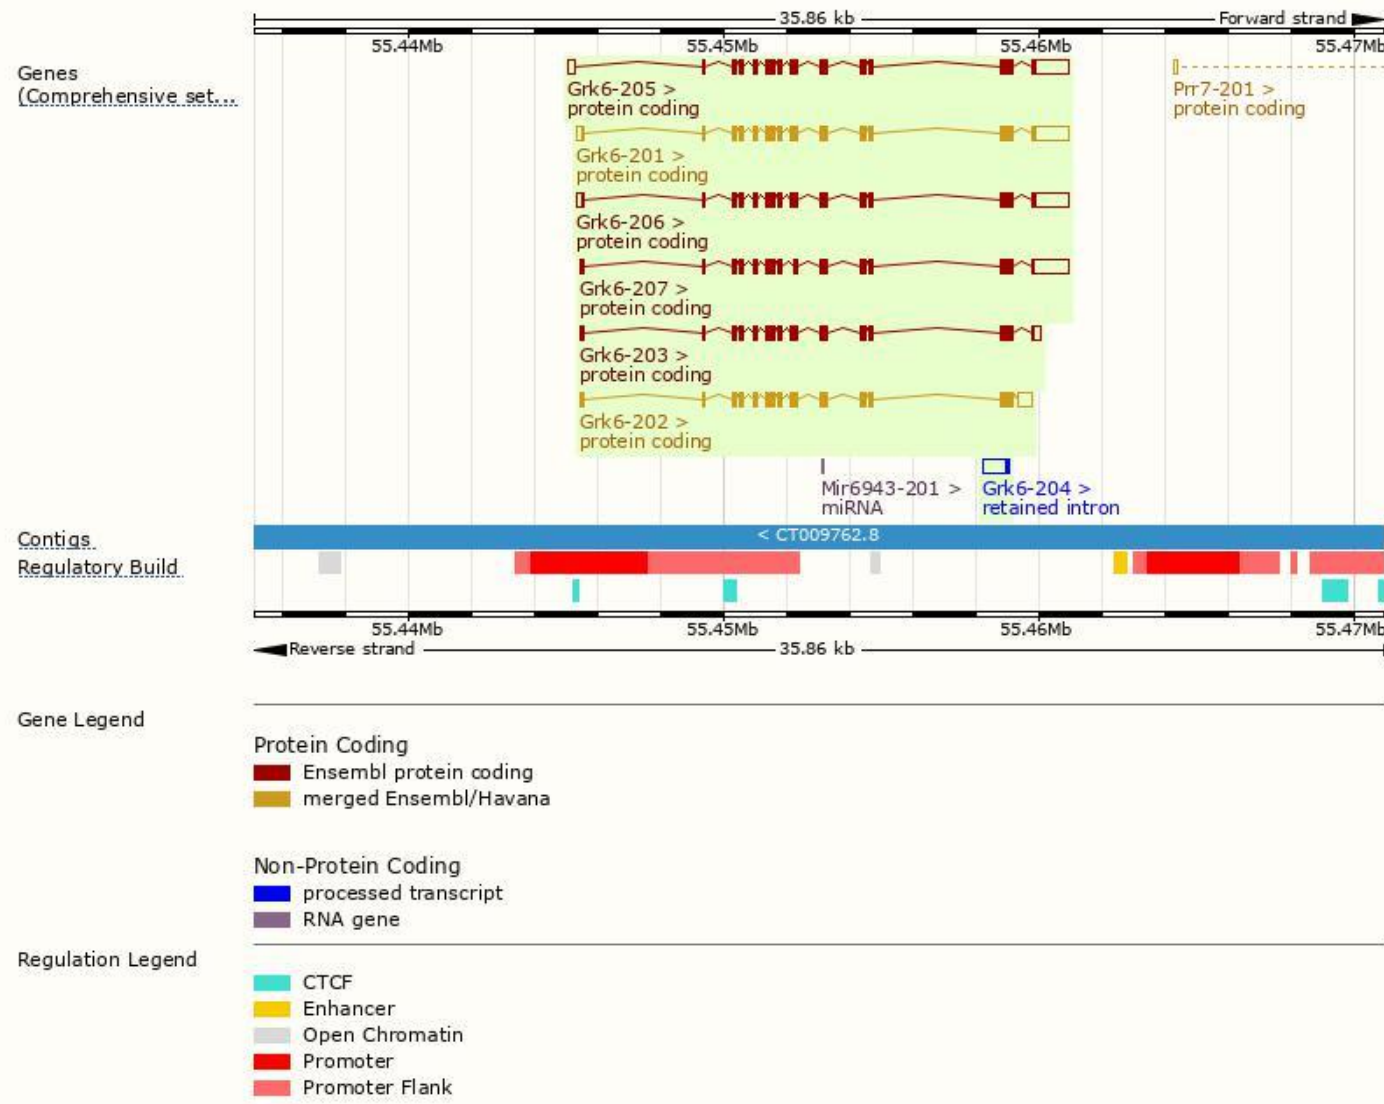 35.86 kb
Forward strand
55.44Mb 55.45Mb 55.46Mb 55.47Mb
Genes
(Comprehensive set...
Grk6-205 >
protein coding
Prr7-201 >
protein coding
Grk6-201 >
protein coding
Grk6-206 >
protein coding
Grk6-207 >
protein coding
Grk6-203 >
protein coding
Grk6-202 >
protein coding
Mir6943-201 >
miRNA
Grk6-204 >
retained intron
Contigs
< CT009762.8
Regulatory Build
55.44Mb 55.45Mb 55.46Mb 55.47Mb
Reverse strand
35.86 kb
Gene Legend
Protein Coding
Ensembl protein coding
merged Ensembl/Havana
Non-Protein Coding
processed transcript
RNA gene
Regulation Legend
CTCF
Enhancer
Open Chromatin
Promoter
Promoter Flank